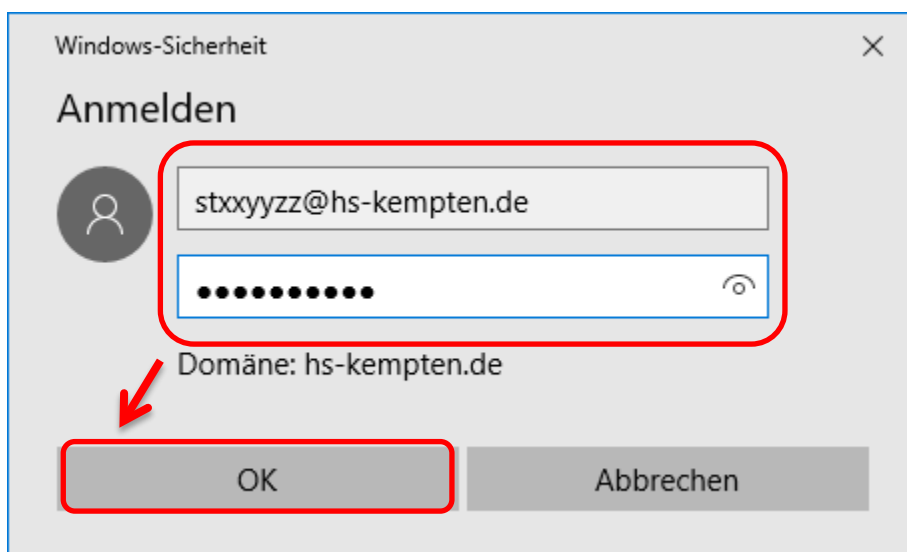 Windows-Sicherheit
Anmelden
stxxyyzz@hs-kempten.de
●●●●●●●●●●
Domäne: hs-kempten.de
OK
Abbrechen